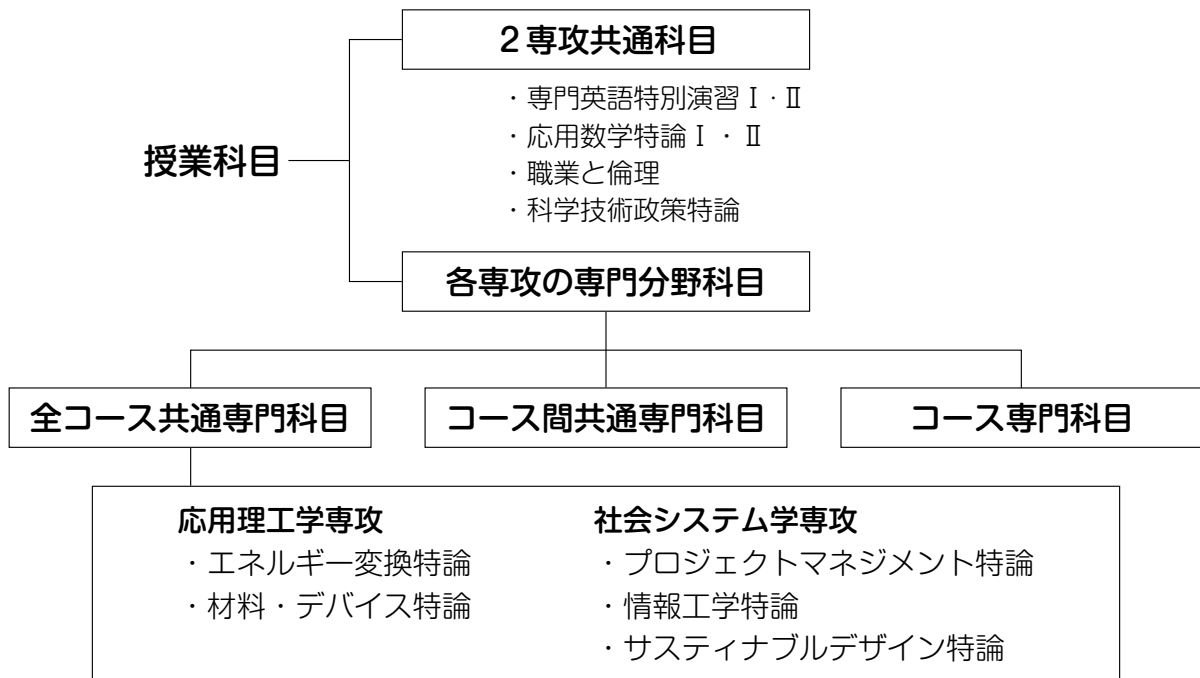 ２専攻共通科目
・専門英語特別演習Ⅰ・Ⅱ
・応用数学特論Ⅰ・Ⅱ
・職業と倫理
・科学技術政策特論
授業科目
各専攻の専門分野科目
全コース共通専門科目
コース間共通専門科目
コース専門科目
応用理工学専攻
・エネルギー変換特論
・材料・デバイス特論
社会システム学専攻
・プロジェクトマネジメント特論
・情報工学特論
・サスティナブルデザイン特論